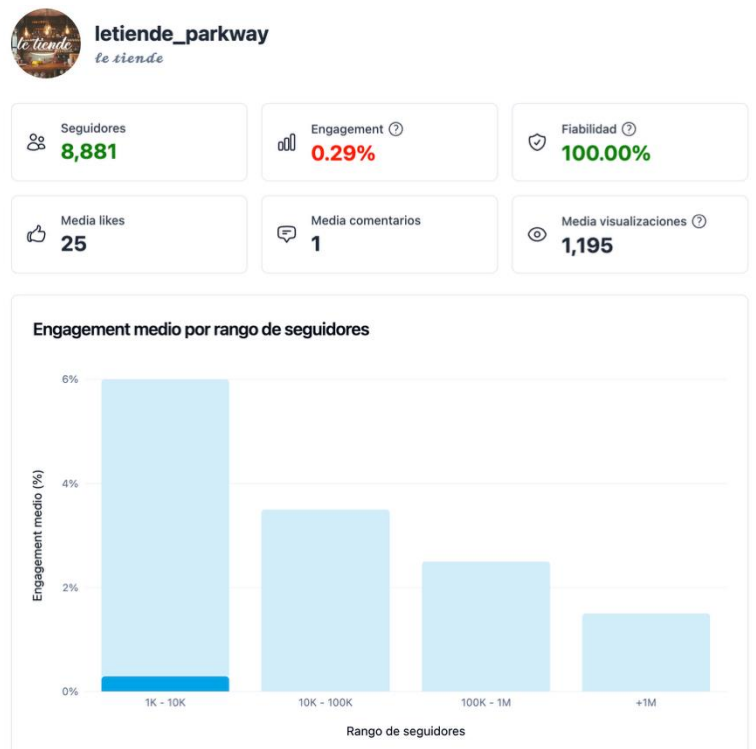 le tiende
letiende_parkway
le tiende
Seguidores
8,881
Engagement ?
0.29%
Fiabilidad ?
100.00%
Media likes
25
Media comentarios
1
Media visualizaciones ?
1,195
Engagement medio por rango de seguidores
Engagement medio (%)
6%
4%
2%
0%
1K - 10K
10K - 100K
100K - 1M
+1M
Rango de seguidores